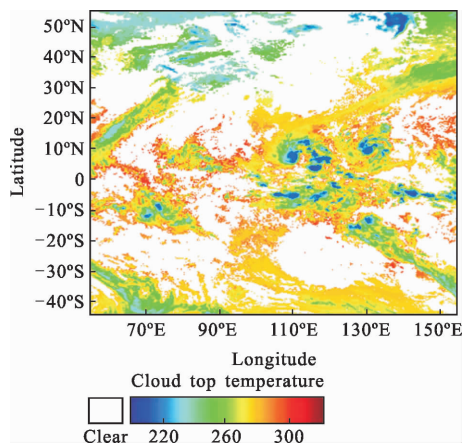 50°N
40°N
30°N
20°N
10°N
0
−10°S
−20°S
−30°S
−40°S
Latitude
70°E 90°E 110°E 130°E 150°E
Longitude
Cloud top temperature
Clear 220 260 300